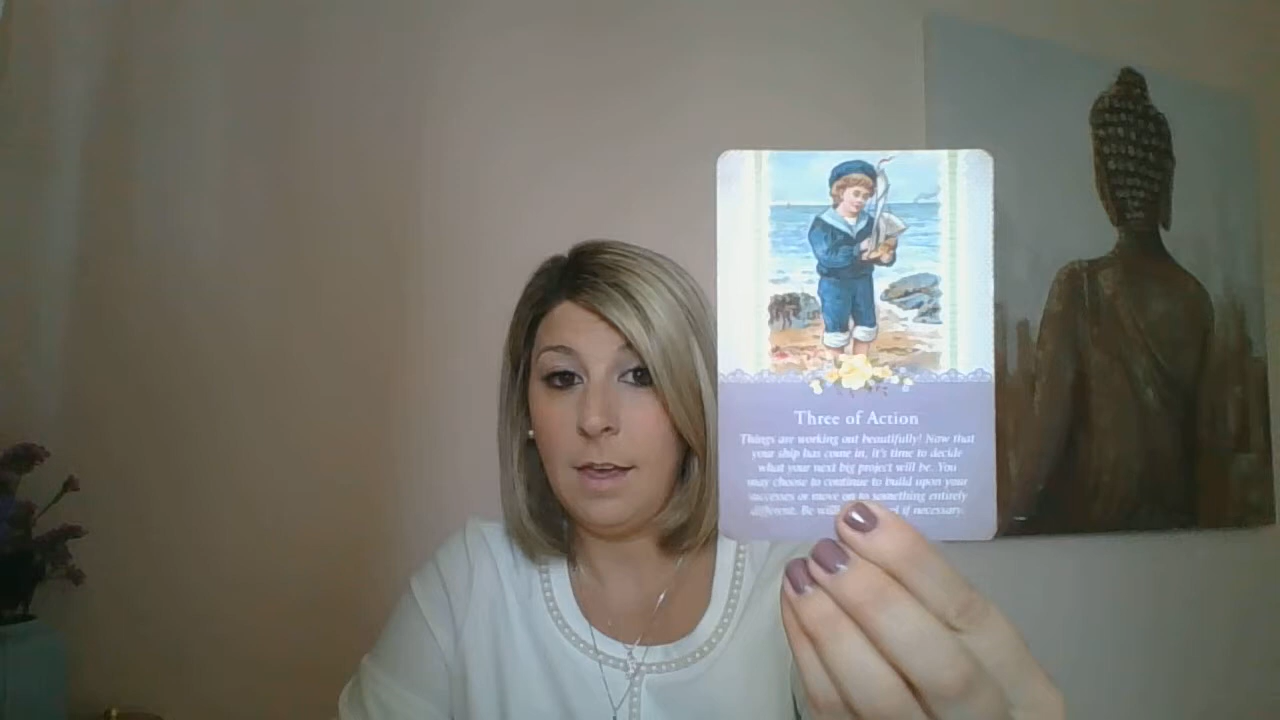 Three of Action
Things are working out beautifully! Now that
your ship has come in, it's time to decide
what your next big project will be. You
may choose to continue to build upon your
successes or move on to something entirely
different. Be if necessary.